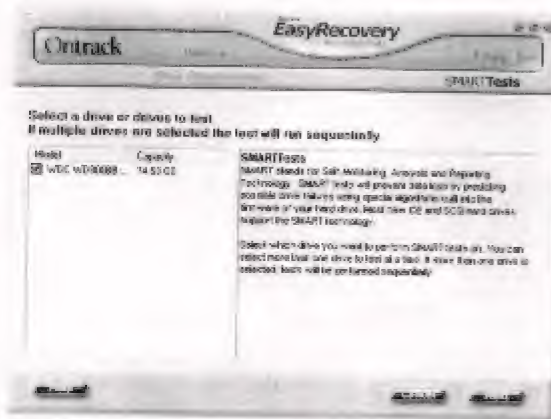 EasyRecovery
Ontrack
SMARTTests
Select a drive or drives to test
If multiple drives are selected the test will run sequentially
Model Capacity
WDC
SMARTTests
SMART stands for Self Monitoring, Analysis and Reporting
Technology. SMART Tests will prevent data loss by predicting
possible drive failures using special algorithms built into the
firmware of your hard drive. Most new IDE and SCSI hard drives
support the SMART technology.
Select which drive you want to perform SMART tests on. You can
select more than one drive to test at a time. If more than one drive is
selected, tests will be performed sequentially.